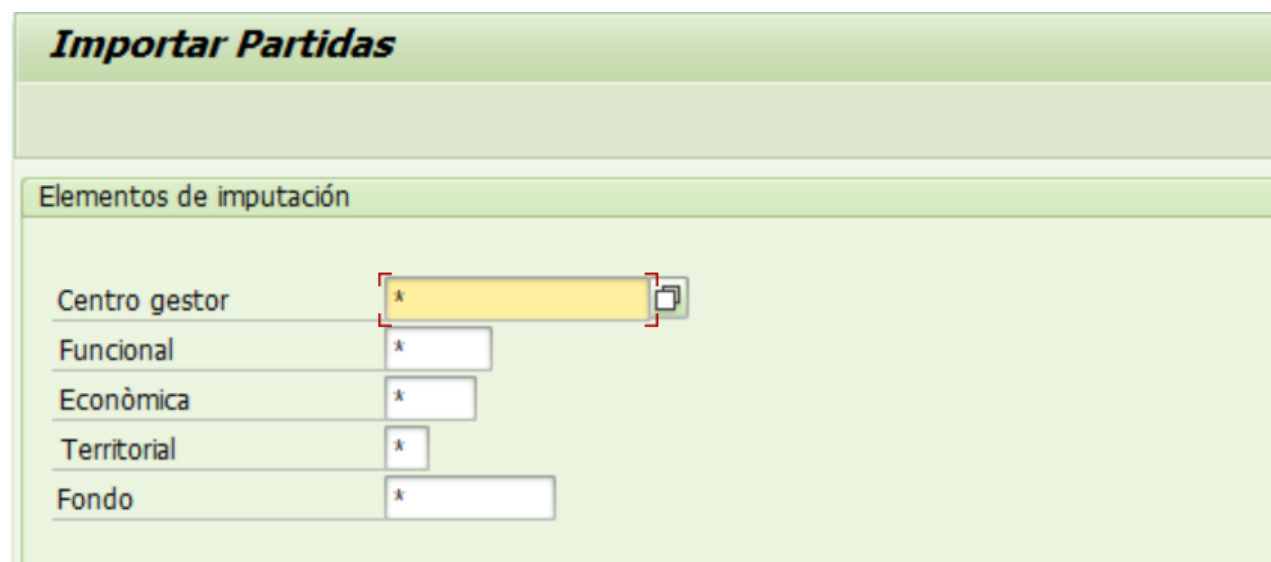 Importar Partidas
Elementos de imputación
Centro gestor *
Funcional *
Econòmica *
Territorial *
Fondo *